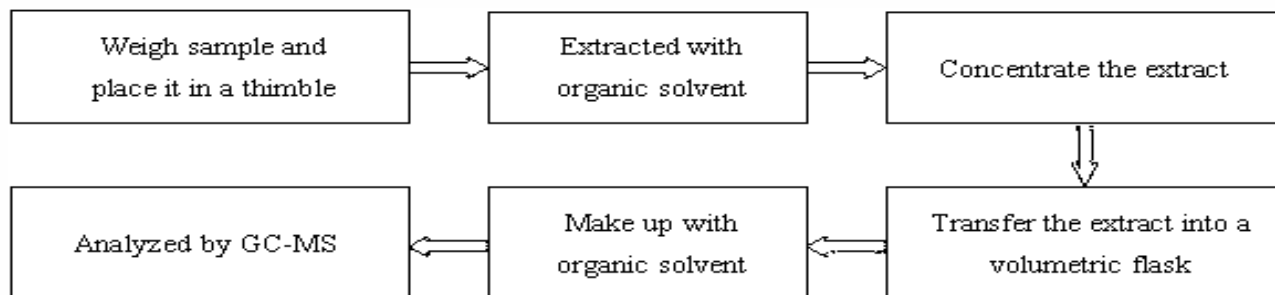 Weigh sample and
place it in a thimble
Extracted with
organic solvent
Concentrate the extract
Transfer the extract into a
volumetric flask
Make up with
organic solvent
Analyzed by GC-MS